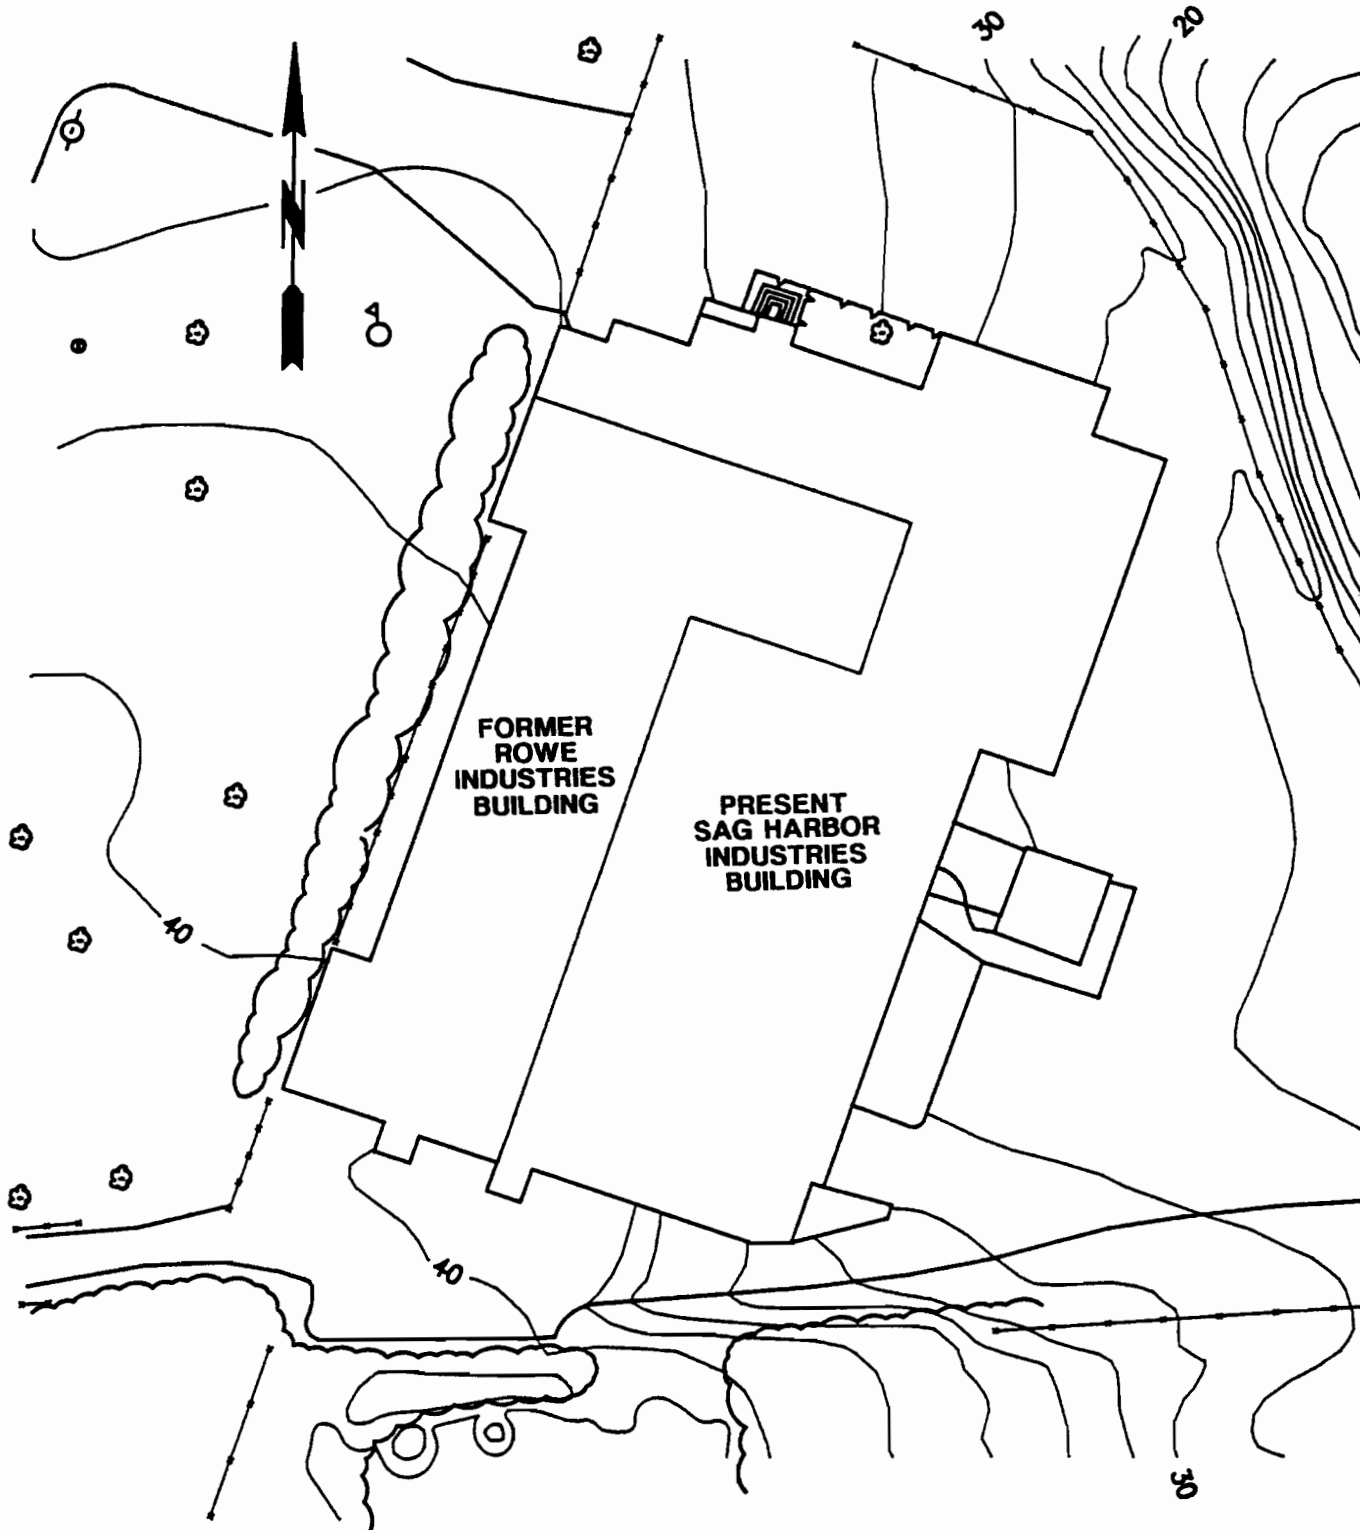 30
20
N
FORMER
ROWE
INDUSTRIES
BUILDING
PRESENT
SAG HARBOR
INDUSTRIES
BUILDING
40
40
30